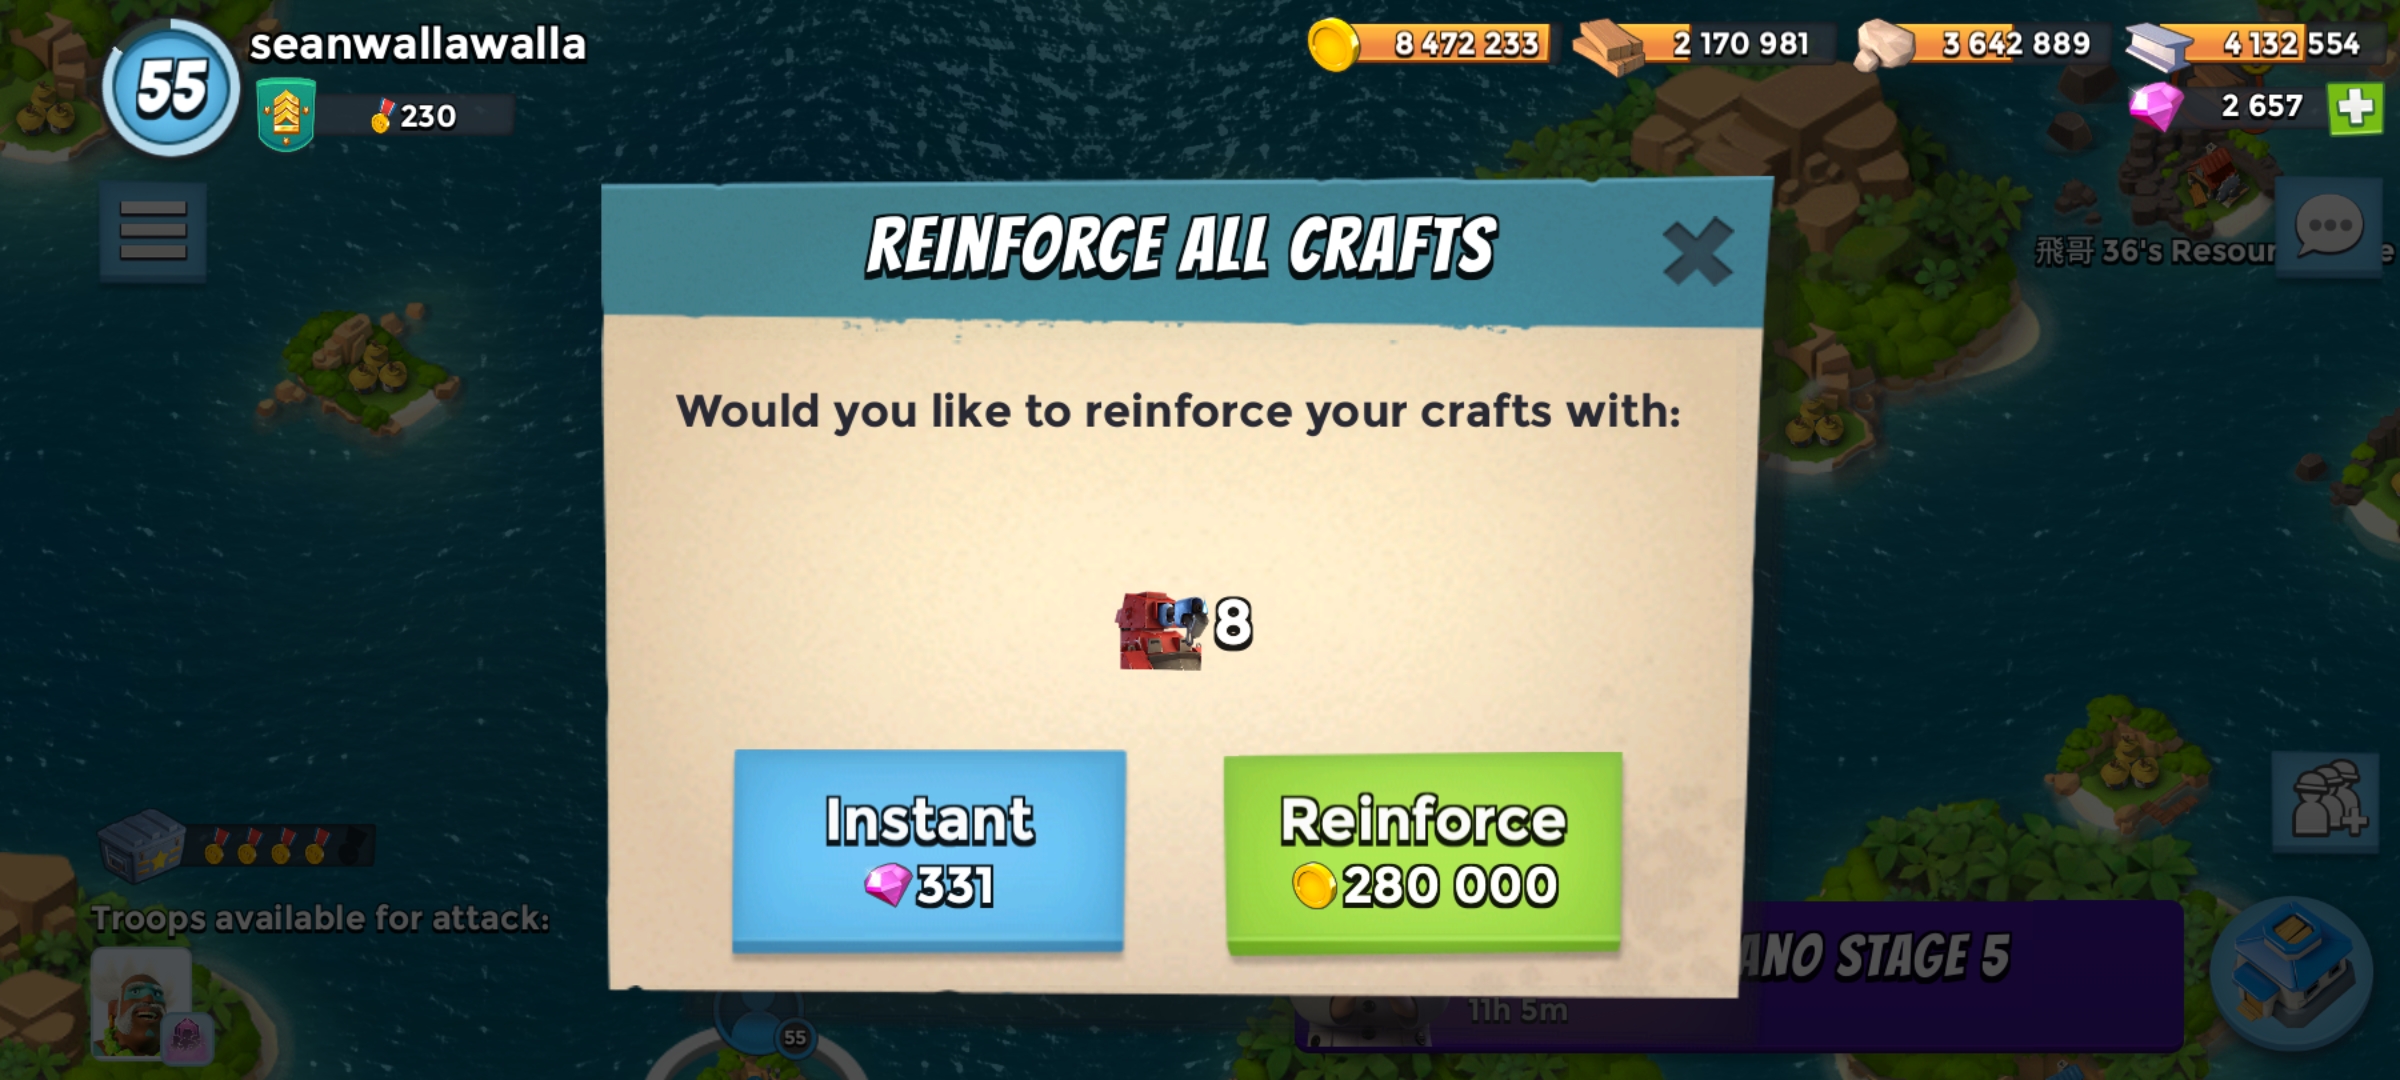 55
seanwallawalla
230
8 472 233
2 170 981
3 642 889
4 132 554
2 657
飛哥 36's Resour
REINFORCE ALL CRAFTS
Would you like to reinforce your crafts with:
8
Instant
331
Reinforce
280 000
Troops available for attack:
ANO STAGE 5
11h 5m
55